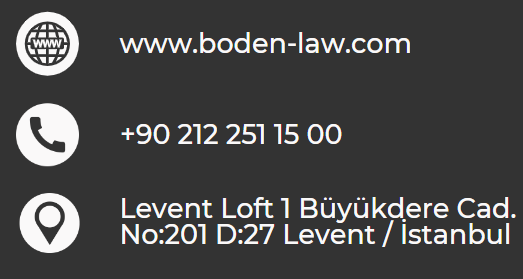 www
www.boden-law.com
+90 212 251 15 00
Levent Loft 1 Büyükdere Cad.
No:201 D:27 Levent / İstanbul